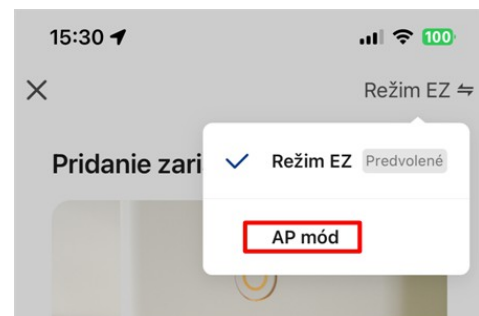 15:30
100
Režim EZ
Pridanie zari
Režim EZ Predvolené
AP mód